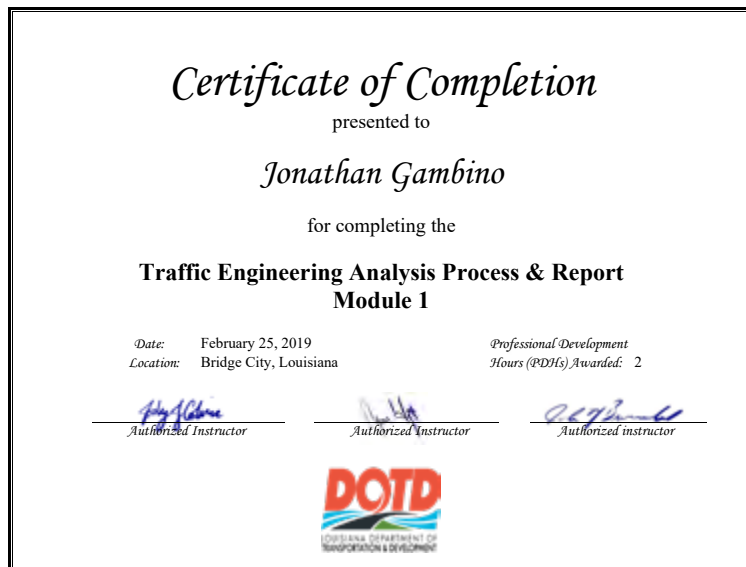 Certificate of Completion
presented to
Jonathan Gambino
for completing the
Traffic Engineering Analysis Process & Report
Module 1
Date: February 25, 2019
Location: Bridge City, Louisiana
Professional Development
Hours (PDHs) Awarded: 2
Authorized Instructor
Authorized Instructor
Authorized instructor
DOTD
LOUISIANA DEPARTMENT OF
TRANSPORTATION & DEVELOPMENT